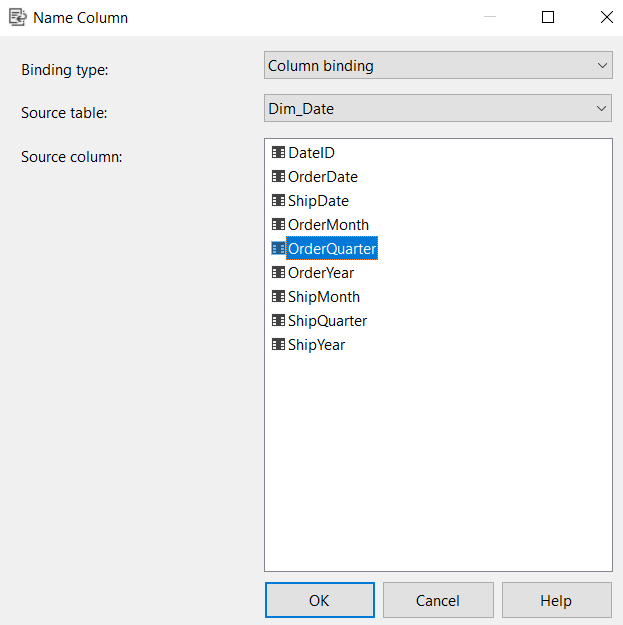 Name Column
Binding type:
Column binding
Source table:
Dim_Date
Source column:
DateID
OrderDate
ShipDate
OrderMonth
OrderQuarter
OrderYear
ShipMonth
ShipQuarter
ShipYear
OK
Cancel
Help